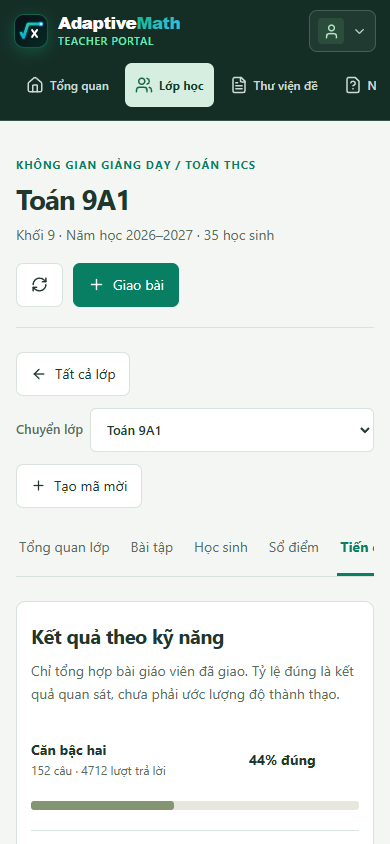 AdaptiveMath
TEACHER PORTAL
Tổng quan
Lớp học
Thư viện đề
N
KHÔNG GIAN GIẢNG DẠY / TOÁN THCS
Toán 9A1
Khối 9 · Năm học 2026–2027 · 35 học sinh
Giao bài
Tất cả lớp
Chuyển lớp
Toán 9A1
Tạo mã mời
Tổng quan lớp
Bài tập
Học sinh
Sổ điểm
Tiến
Kết quả theo kỹ năng
Chỉ tổng hợp bài giáo viên đã giao. Tỷ lệ đúng là kết
quả quan sát, chưa phải ước lượng độ thành thạo.
Căn bậc hai
152 câu · 4712 lượt trả lời
44% đúng